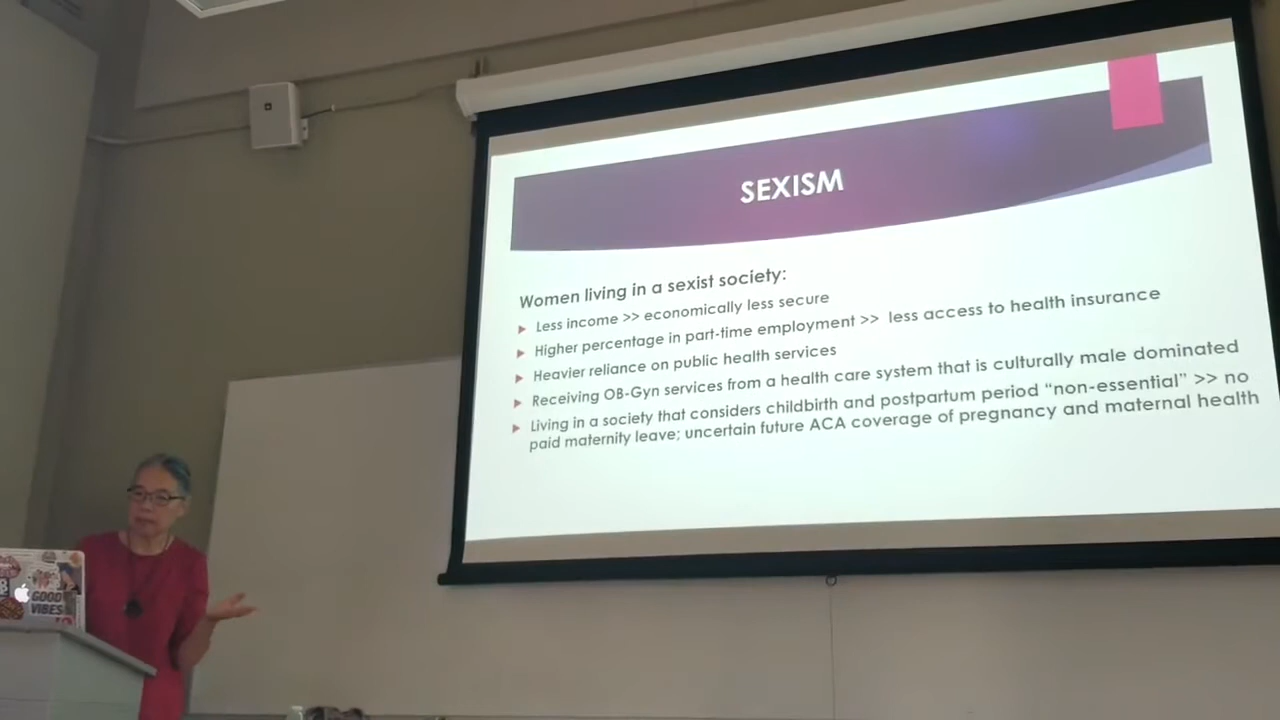 SEXISM
Women living in a sexist society:
Less income >> economically less secure
Higher percentage in part-time employment >> less access to health insurance
Heavier reliance on public health services
Receiving OB-Gyn services from a health care system that is culturally male dominated
Living in a society that considers childbirth and postpartum period “non-essential” >> no
paid maternity leave; uncertain future ACA coverage of pregnancy and maternal health
GOOD
VIBES